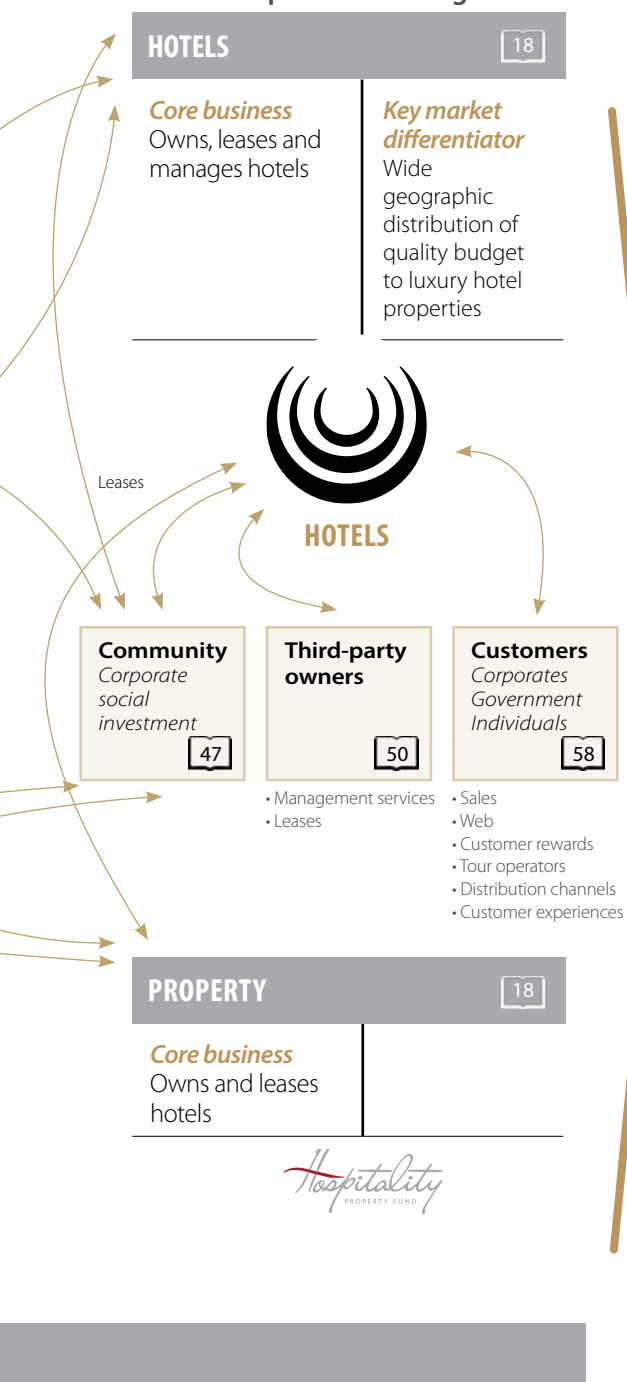 HOTELS
18
Core business
Owns, leases and
manages hotels
Key market
differentiator
Wide
geographic
distribution of
quality budget
to luxury hotel
properties
Leases
HOTELS
Community
Corporate
social
investment
47
Third-party
owners
50
Customers
Corporates
Government
Individuals
58
• Management services
• Leases
• Sales
• Web
• Customer rewards
• Tour operators
• Distribution channels
• Customer experiences
PROPERTY
18
Core business
Owns and leases
hotels
Hospitality
PROPERTY FUND